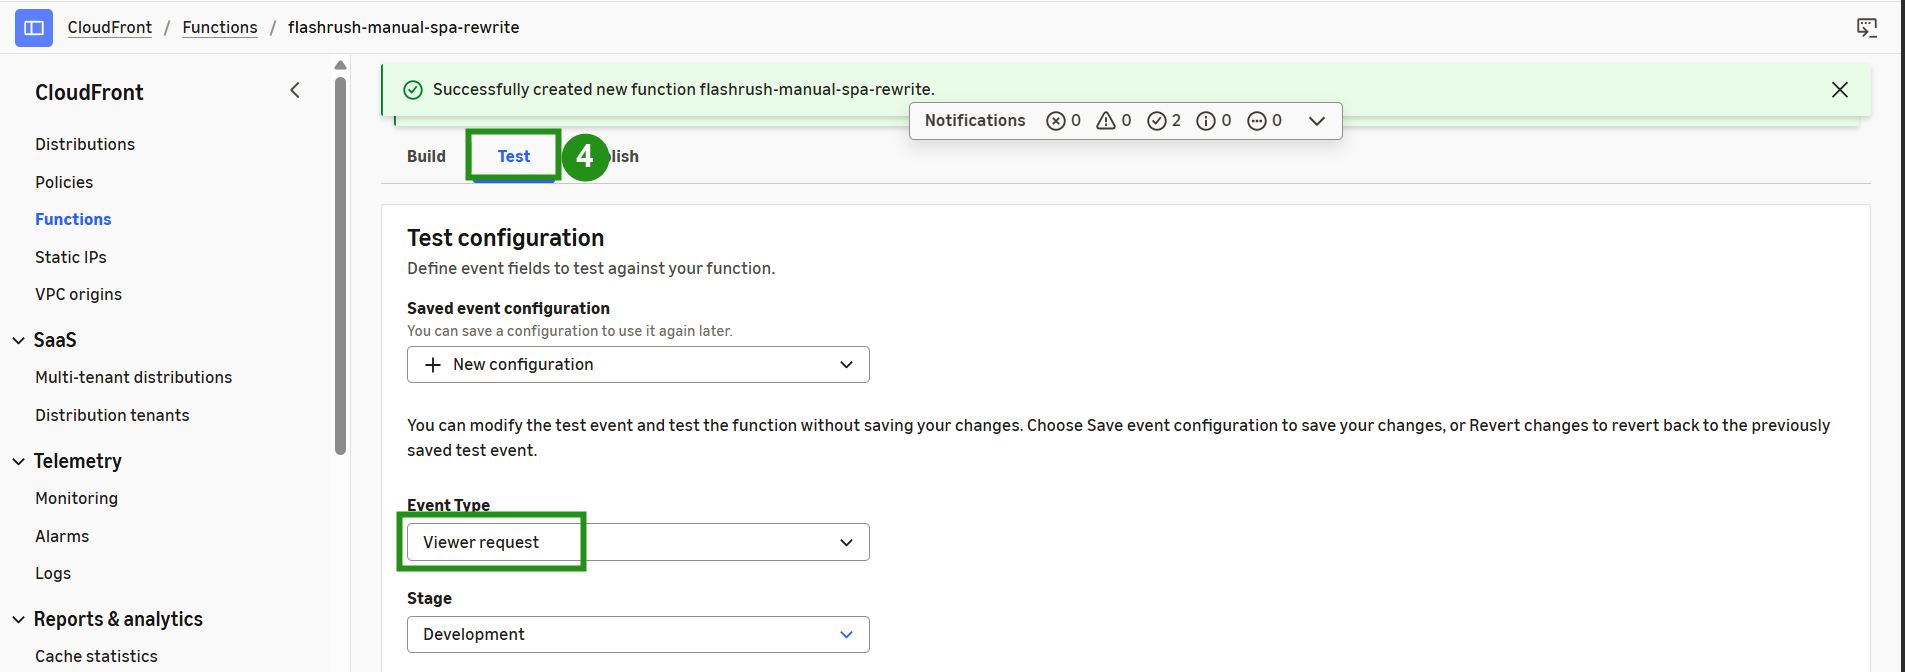 CloudFront / Functions / flashrush-manual-spa-rewrite
CloudFront
Distributions
Policies
Functions
Static IPs
VPC origins
SaaS
Multi-tenant distributions
Distribution tenants
Telemetry
Monitoring
Alarms
Logs
Reports & analytics
Cache statistics
Successfully created new function flashrush-manual-spa-rewrite.
Notifications 0 0 2 0 0
Build Test 4 lish
Test configuration
Define event fields to test against your function.
Saved event configuration
You can save a configuration to use it again later.
New configuration
You can modify the test event and test the function without saving your changes. Choose Save event configuration to save your changes, or Revert changes to revert back to the previously
saved test event.
Event Type
Viewer request
Stage
Development